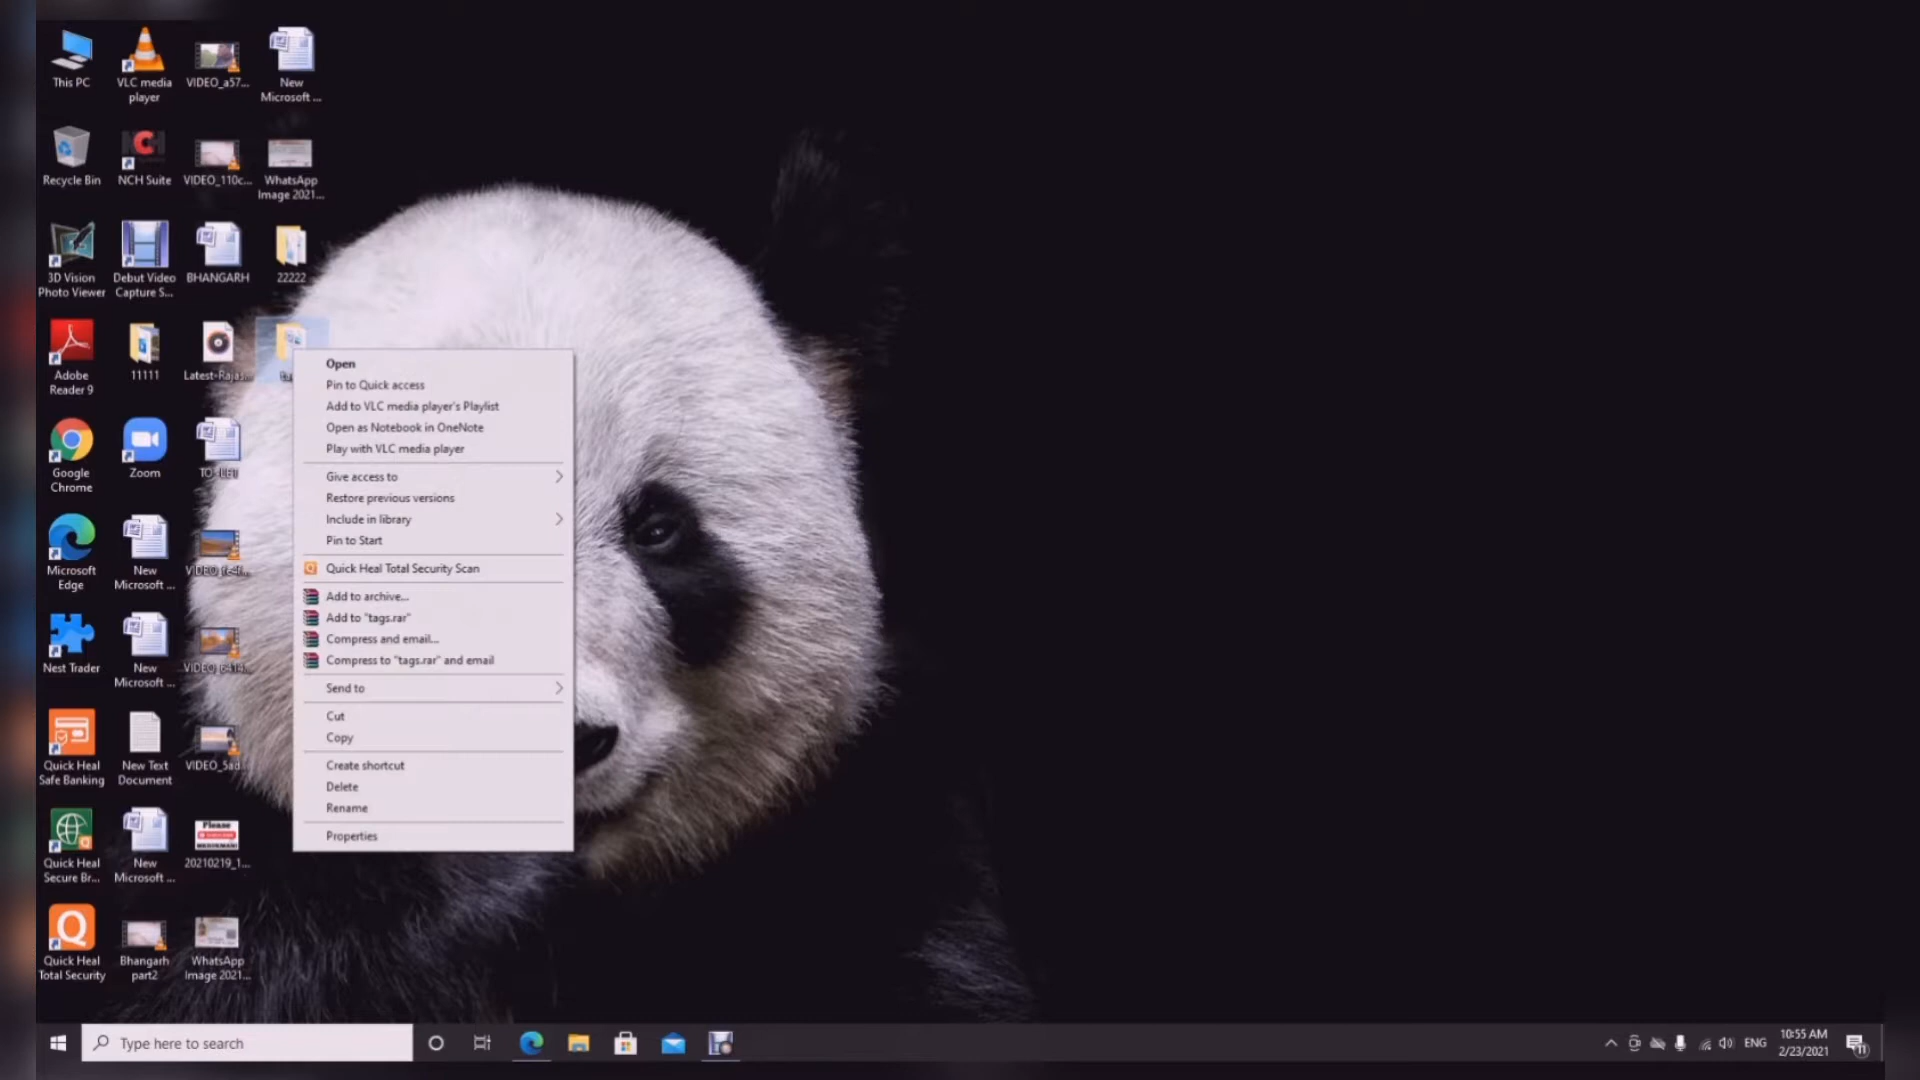 This PC
VLC media
player
VIDEO_a57...
New
Microsoft ...
Recycle Bin
NCH Suite
VIDEO_110c...
WhatsApp
Image 2021...
3D Vision
Photo Viewer
Debut Video
Capture S...
BHANGARH
22222
Adobe
Reader 9
11111
Latest-Rajas...
Google
Chrome
Zoom
TO-LET
Microsoft
Edge
New
Microsoft ...
Nest Trader
New
Microsoft ...
Quick Heal
Safe Banking
New Text
Document
VIDEO_5ad...
Quick Heal
Secure Br...
New
Microsoft ...
Please
20210219_1...
Quick Heal
Total Security
Bhangarh
part2
WhatsApp
Image 2021...
Open
Pin to Quick access
Add to VLC media player's Playlist
Open as Notebook in OneNote
Play with VLC media player
Give access to
Restore previous versions
Include in library
Pin to Start
Quick Heal Total Security Scan
Add to archive...
Add to "tags.rar"
Compress and email...
Compress to "tags.rar" and email
Send to
Cut
Copy
Create shortcut
Delete
Rename
Properties
Type here to search
ENG
10:55 AM
2/23/2021
11